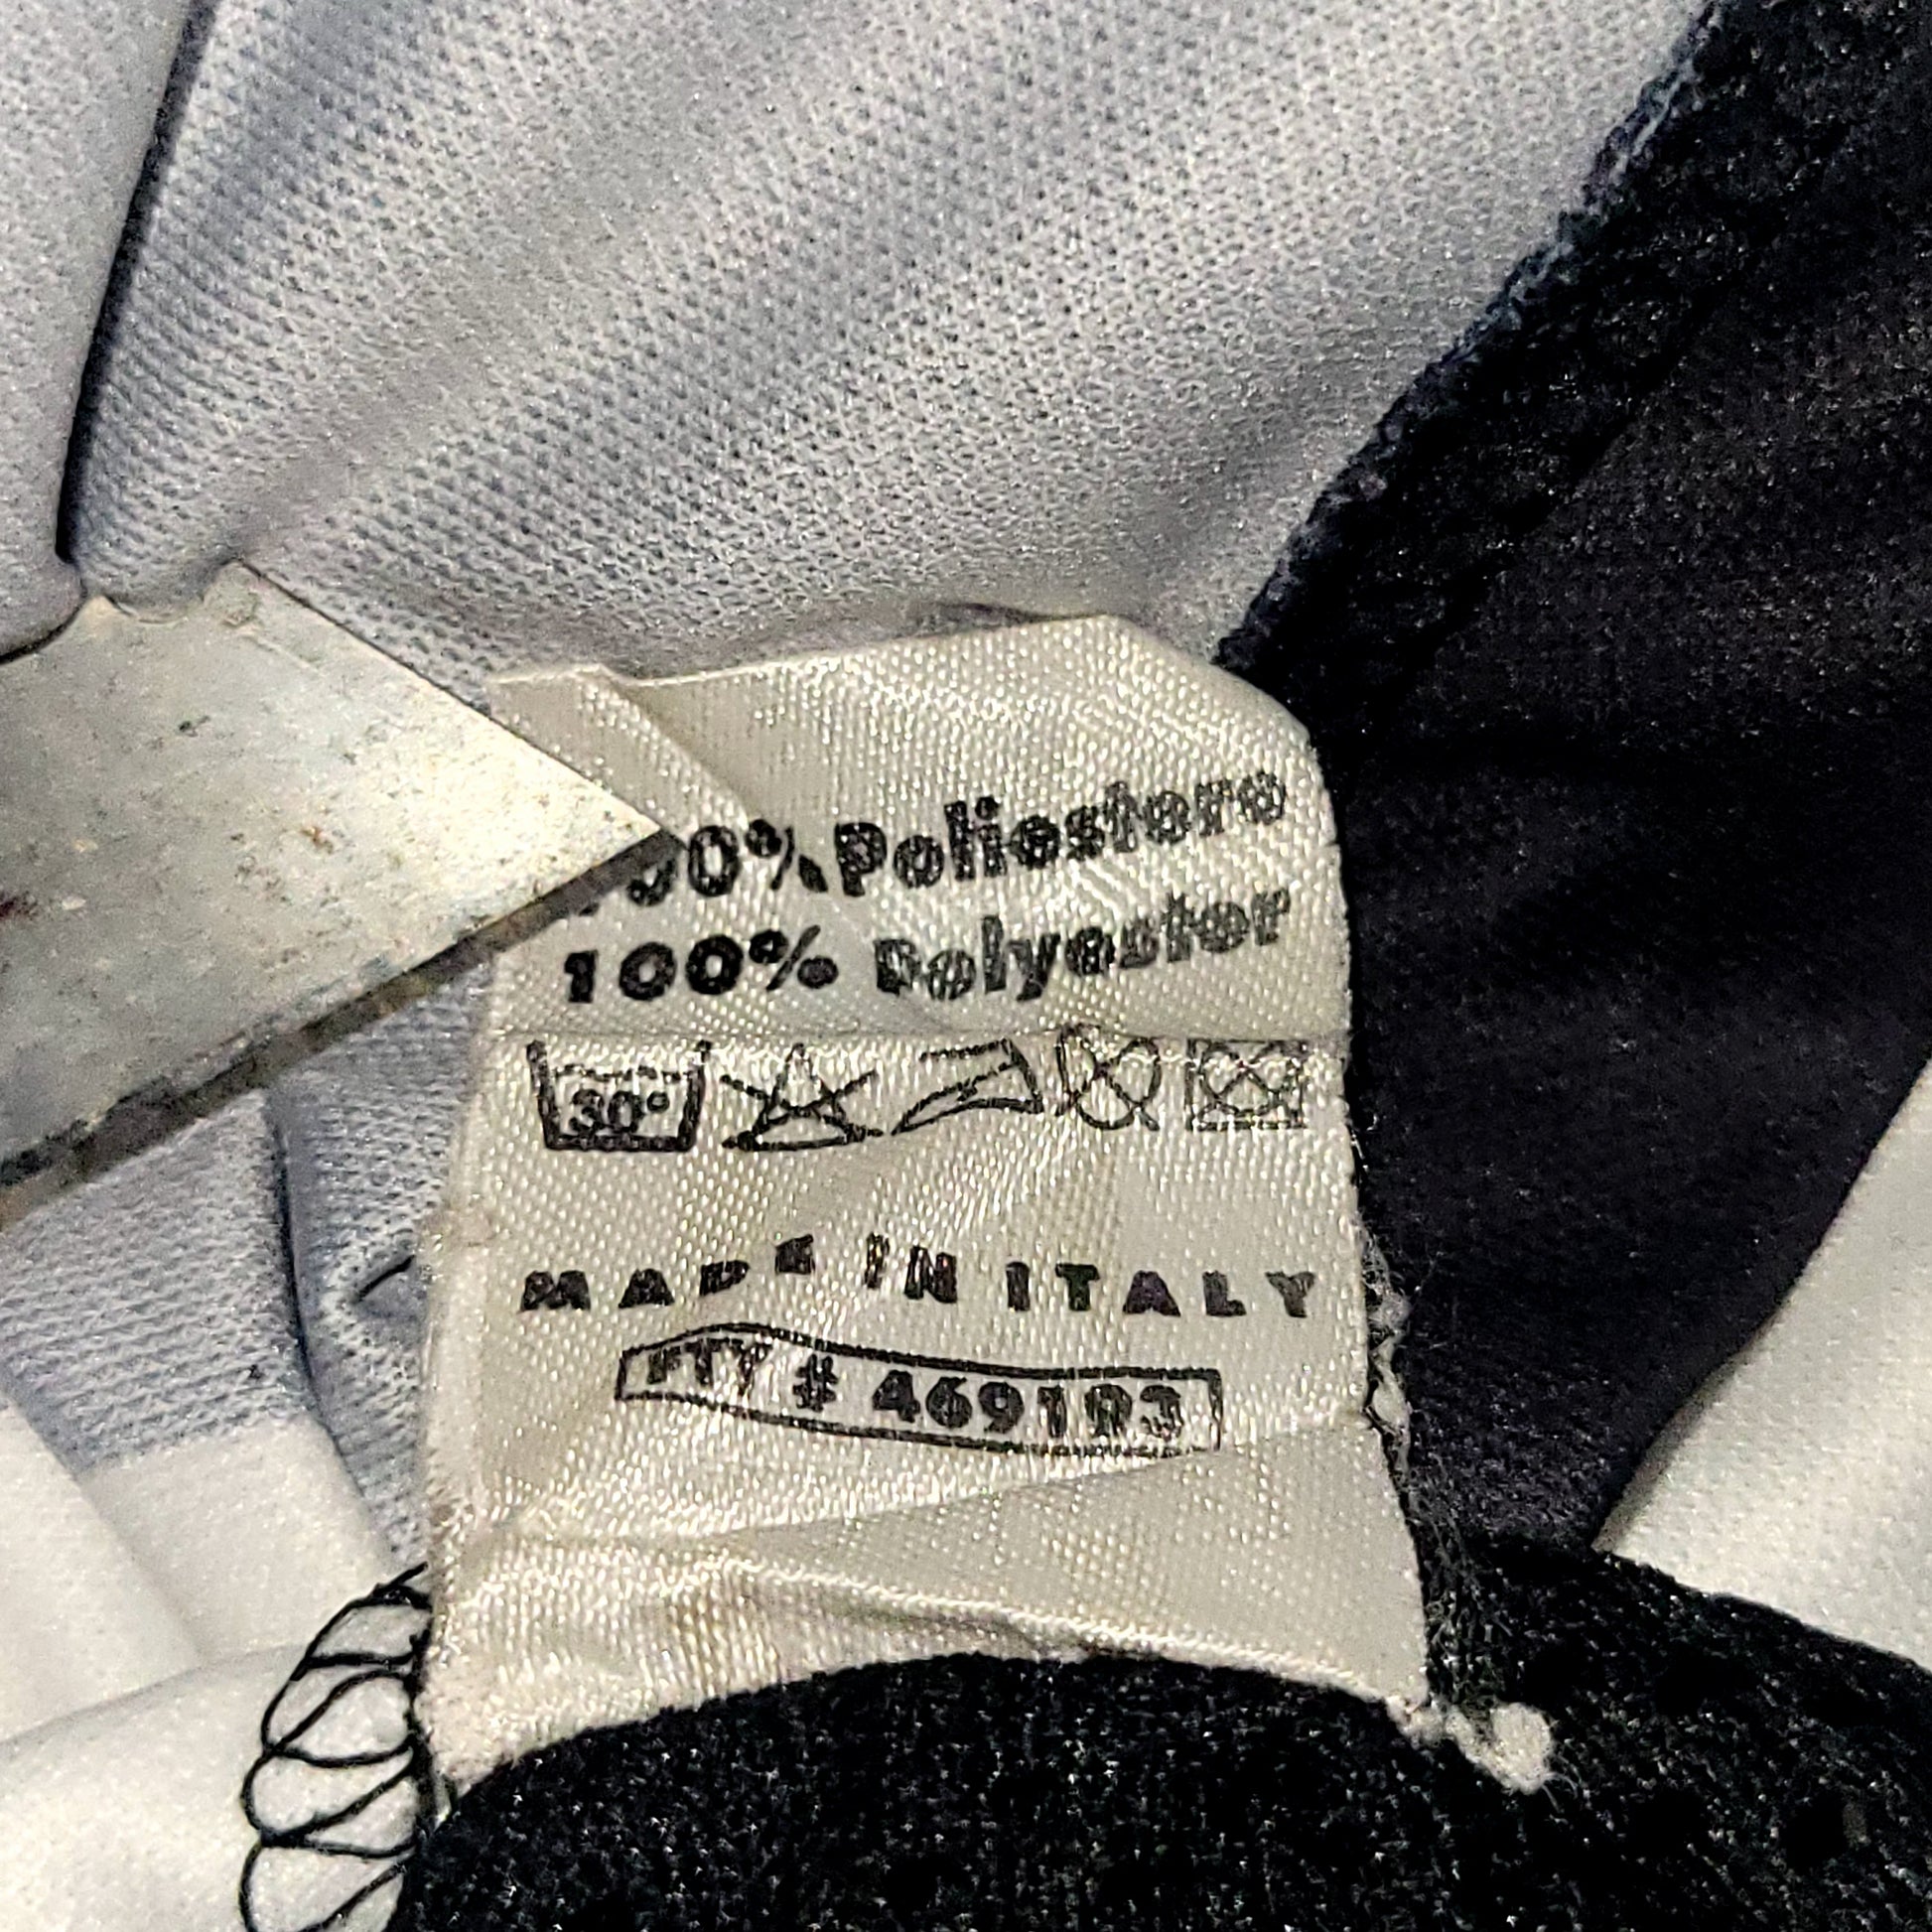 100% Poliestere
100% Polyester
30°
MADE IN ITALY
FTY # 469193